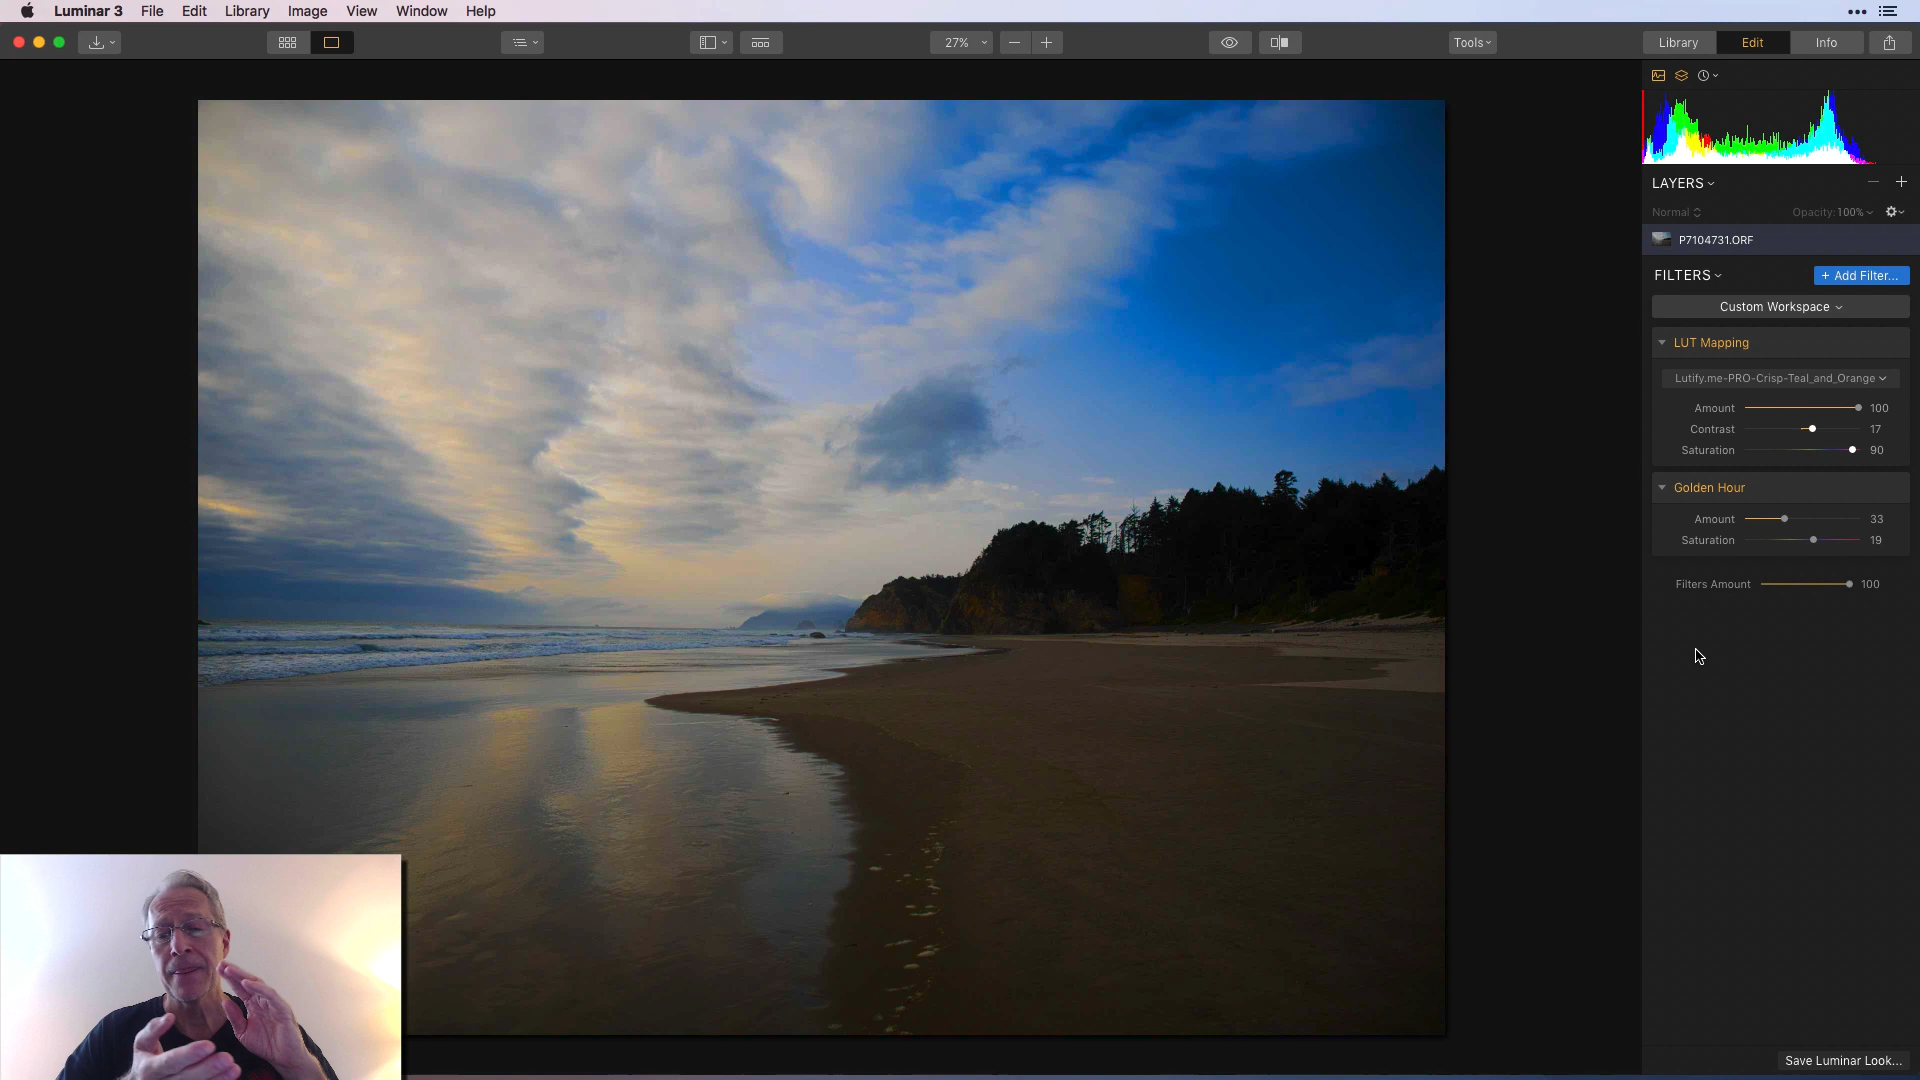 Luminar 3 File Edit Library Image View Window Help
27% Tools Library Edit Info
LAYERS
Normal Opacity: 100%
P7104731.ORF
FILTERS + Add Filter...
Custom Workspace
LUT Mapping
Lutify.me-PRO-Crisp-Teal_and_Orange
Amount 100
Contrast 17
Saturation 90
Golden Hour
Amount 33
Saturation 19
Filters Amount 100
Save Luminar Look...